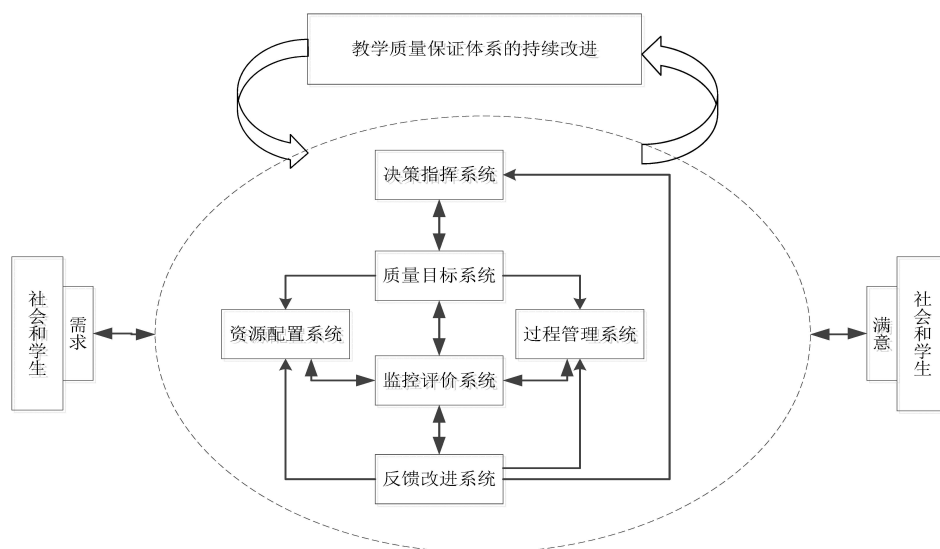 教学质量保证体系的持续改进
决策指挥系统
质量目标系统
资源配置系统
过程管理系统
监控评价系统
反馈改进系统
社会和学生
需求
满意
社会和学生